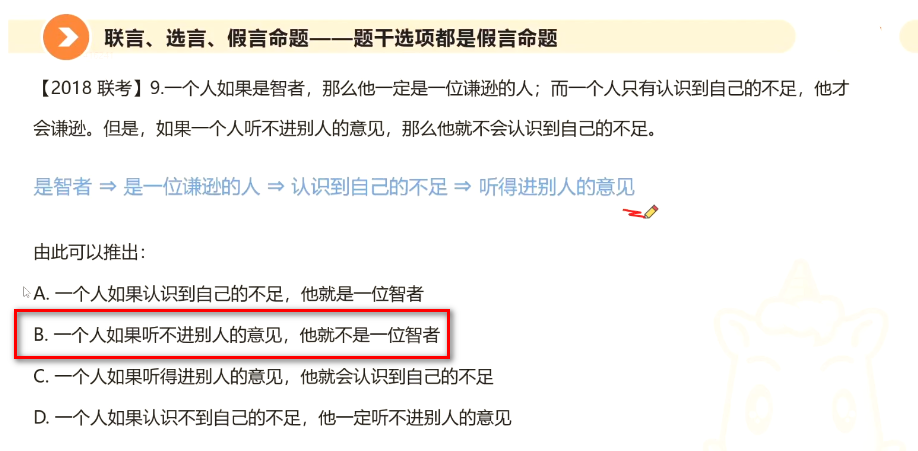 联言、选言、假言命题——题干选项都是假言命题
【2018 联考】9.一个人如果是智者，那么他一定是一位谦逊的人；而一个人只有认识到自己的不足，他才
会谦逊。但是，如果一个人听不进别人的意见，那么他就不会认识到自己的不足。
是智者 ⇒ 是一位谦逊的人 ⇒ 认识到自己的不足 ⇒ 听得进别人的意见
由此可以推出：
A. 一个人如果认识到自己的不足，他就是一位智者
B. 一个人如果听不进别人的意见，他就不是一位智者
C. 一个人如果听得进别人的意见，他就会认识到自己的不足
D. 一个人如果认识不到自己的不足，他一定听不进别人的意见